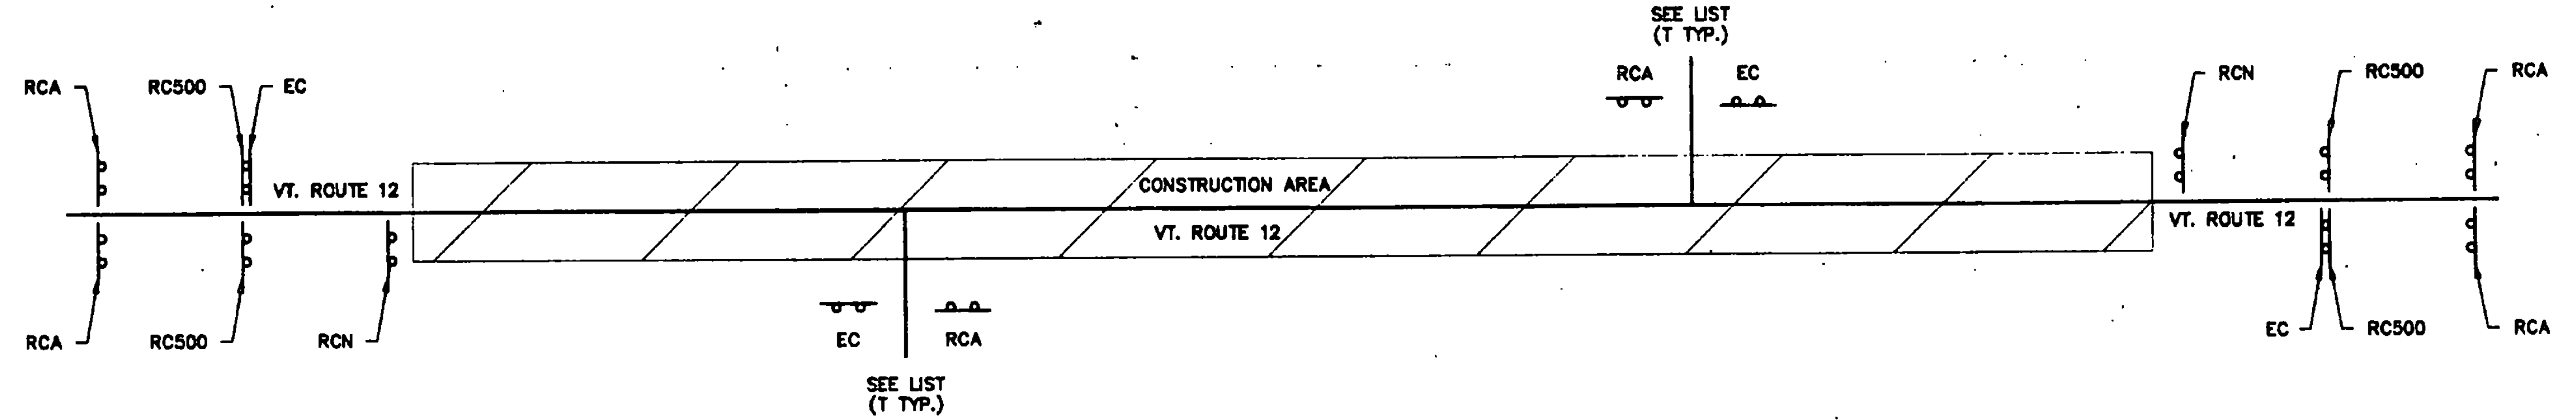 SEE LIST
(T TYP.)
RCA
RC500
EC
RCA
EC
RCN
RC500
RCA
VT. ROUTE 12
CONSTRUCTION AREA
VT. ROUTE 12
VT. ROUTE 12
RCA
RC500
RCN
EC
RCA
EC
RC500
RCA
SEE LIST
(T TYP.)